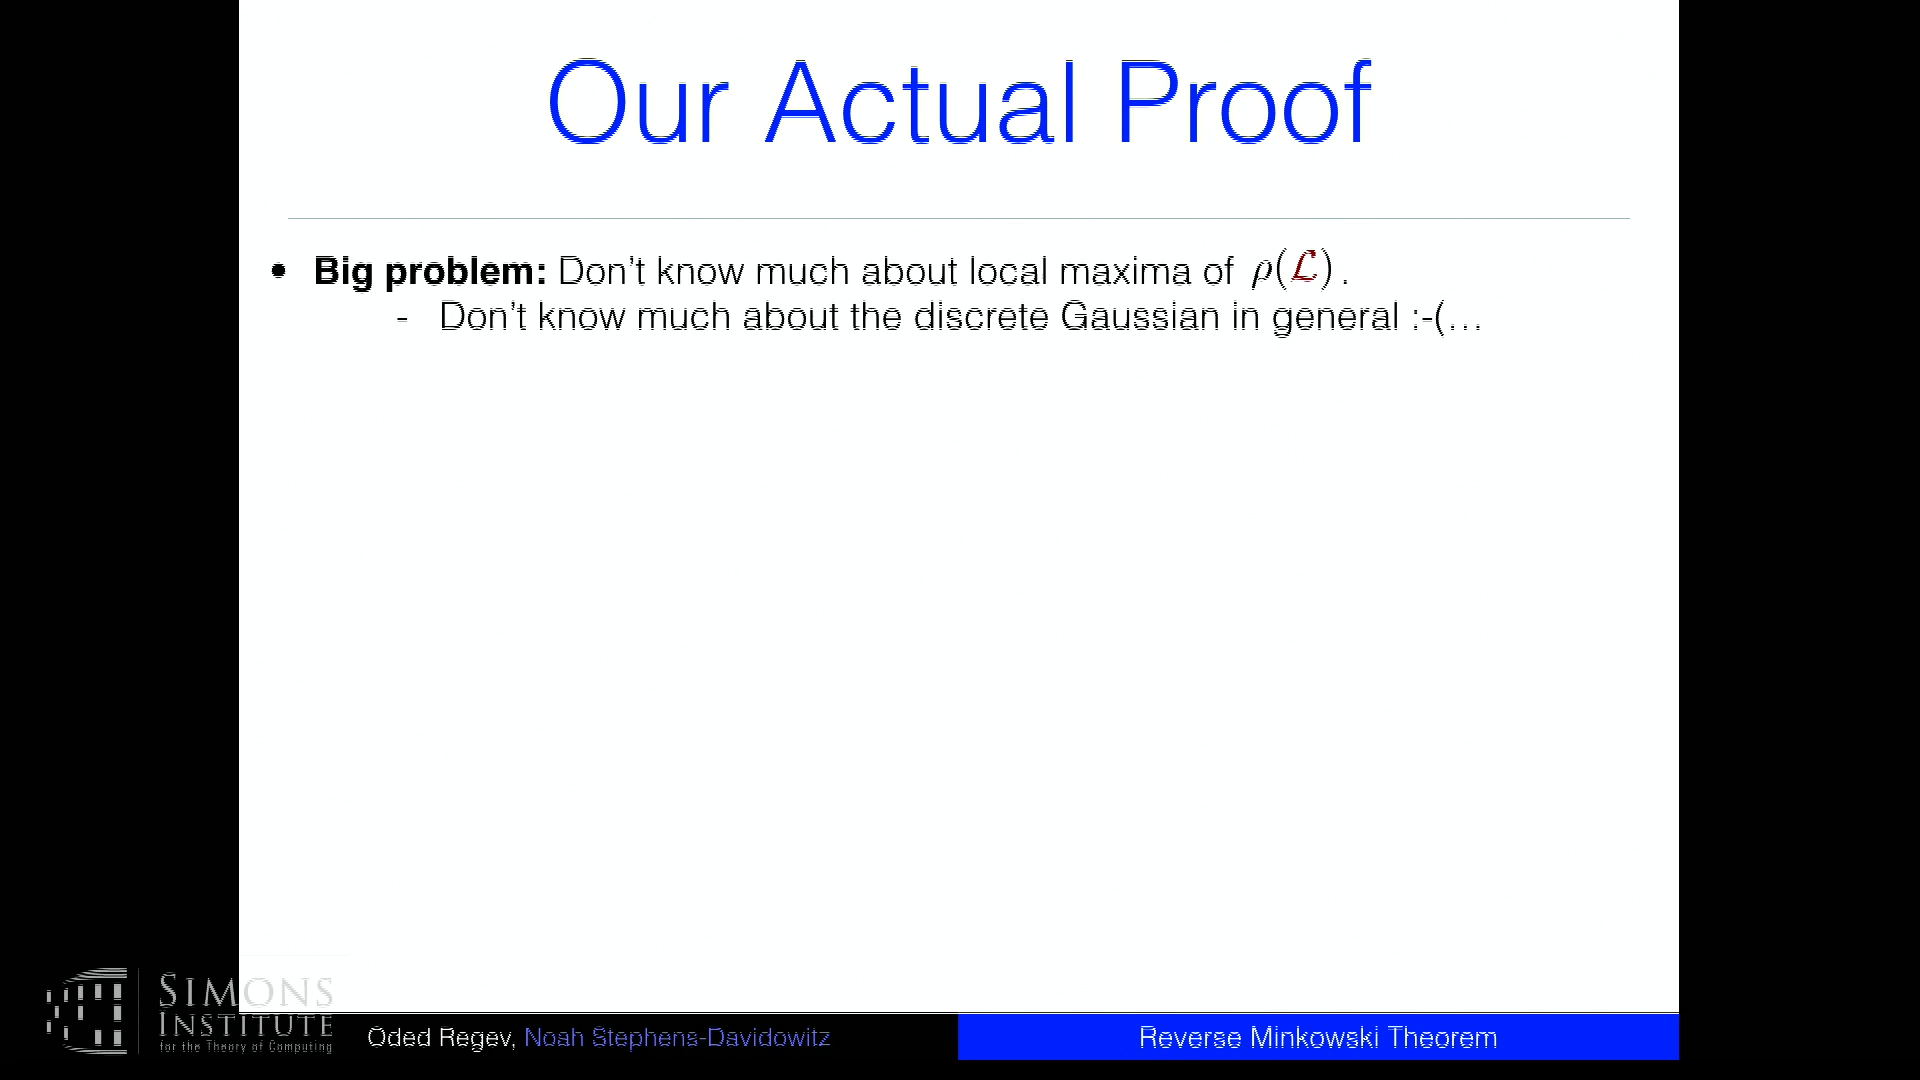 Our Actual Proof
• Big problem: Don't know much about local maxima of ρ(ℒ).
- Don't know much about the discrete Gaussian in general :-(…
SIMONS
INSTITUTE
for the Theory of Computing
Oded Regev, Noah Stephens-Davidowitz
Reverse Minkowski Theorem